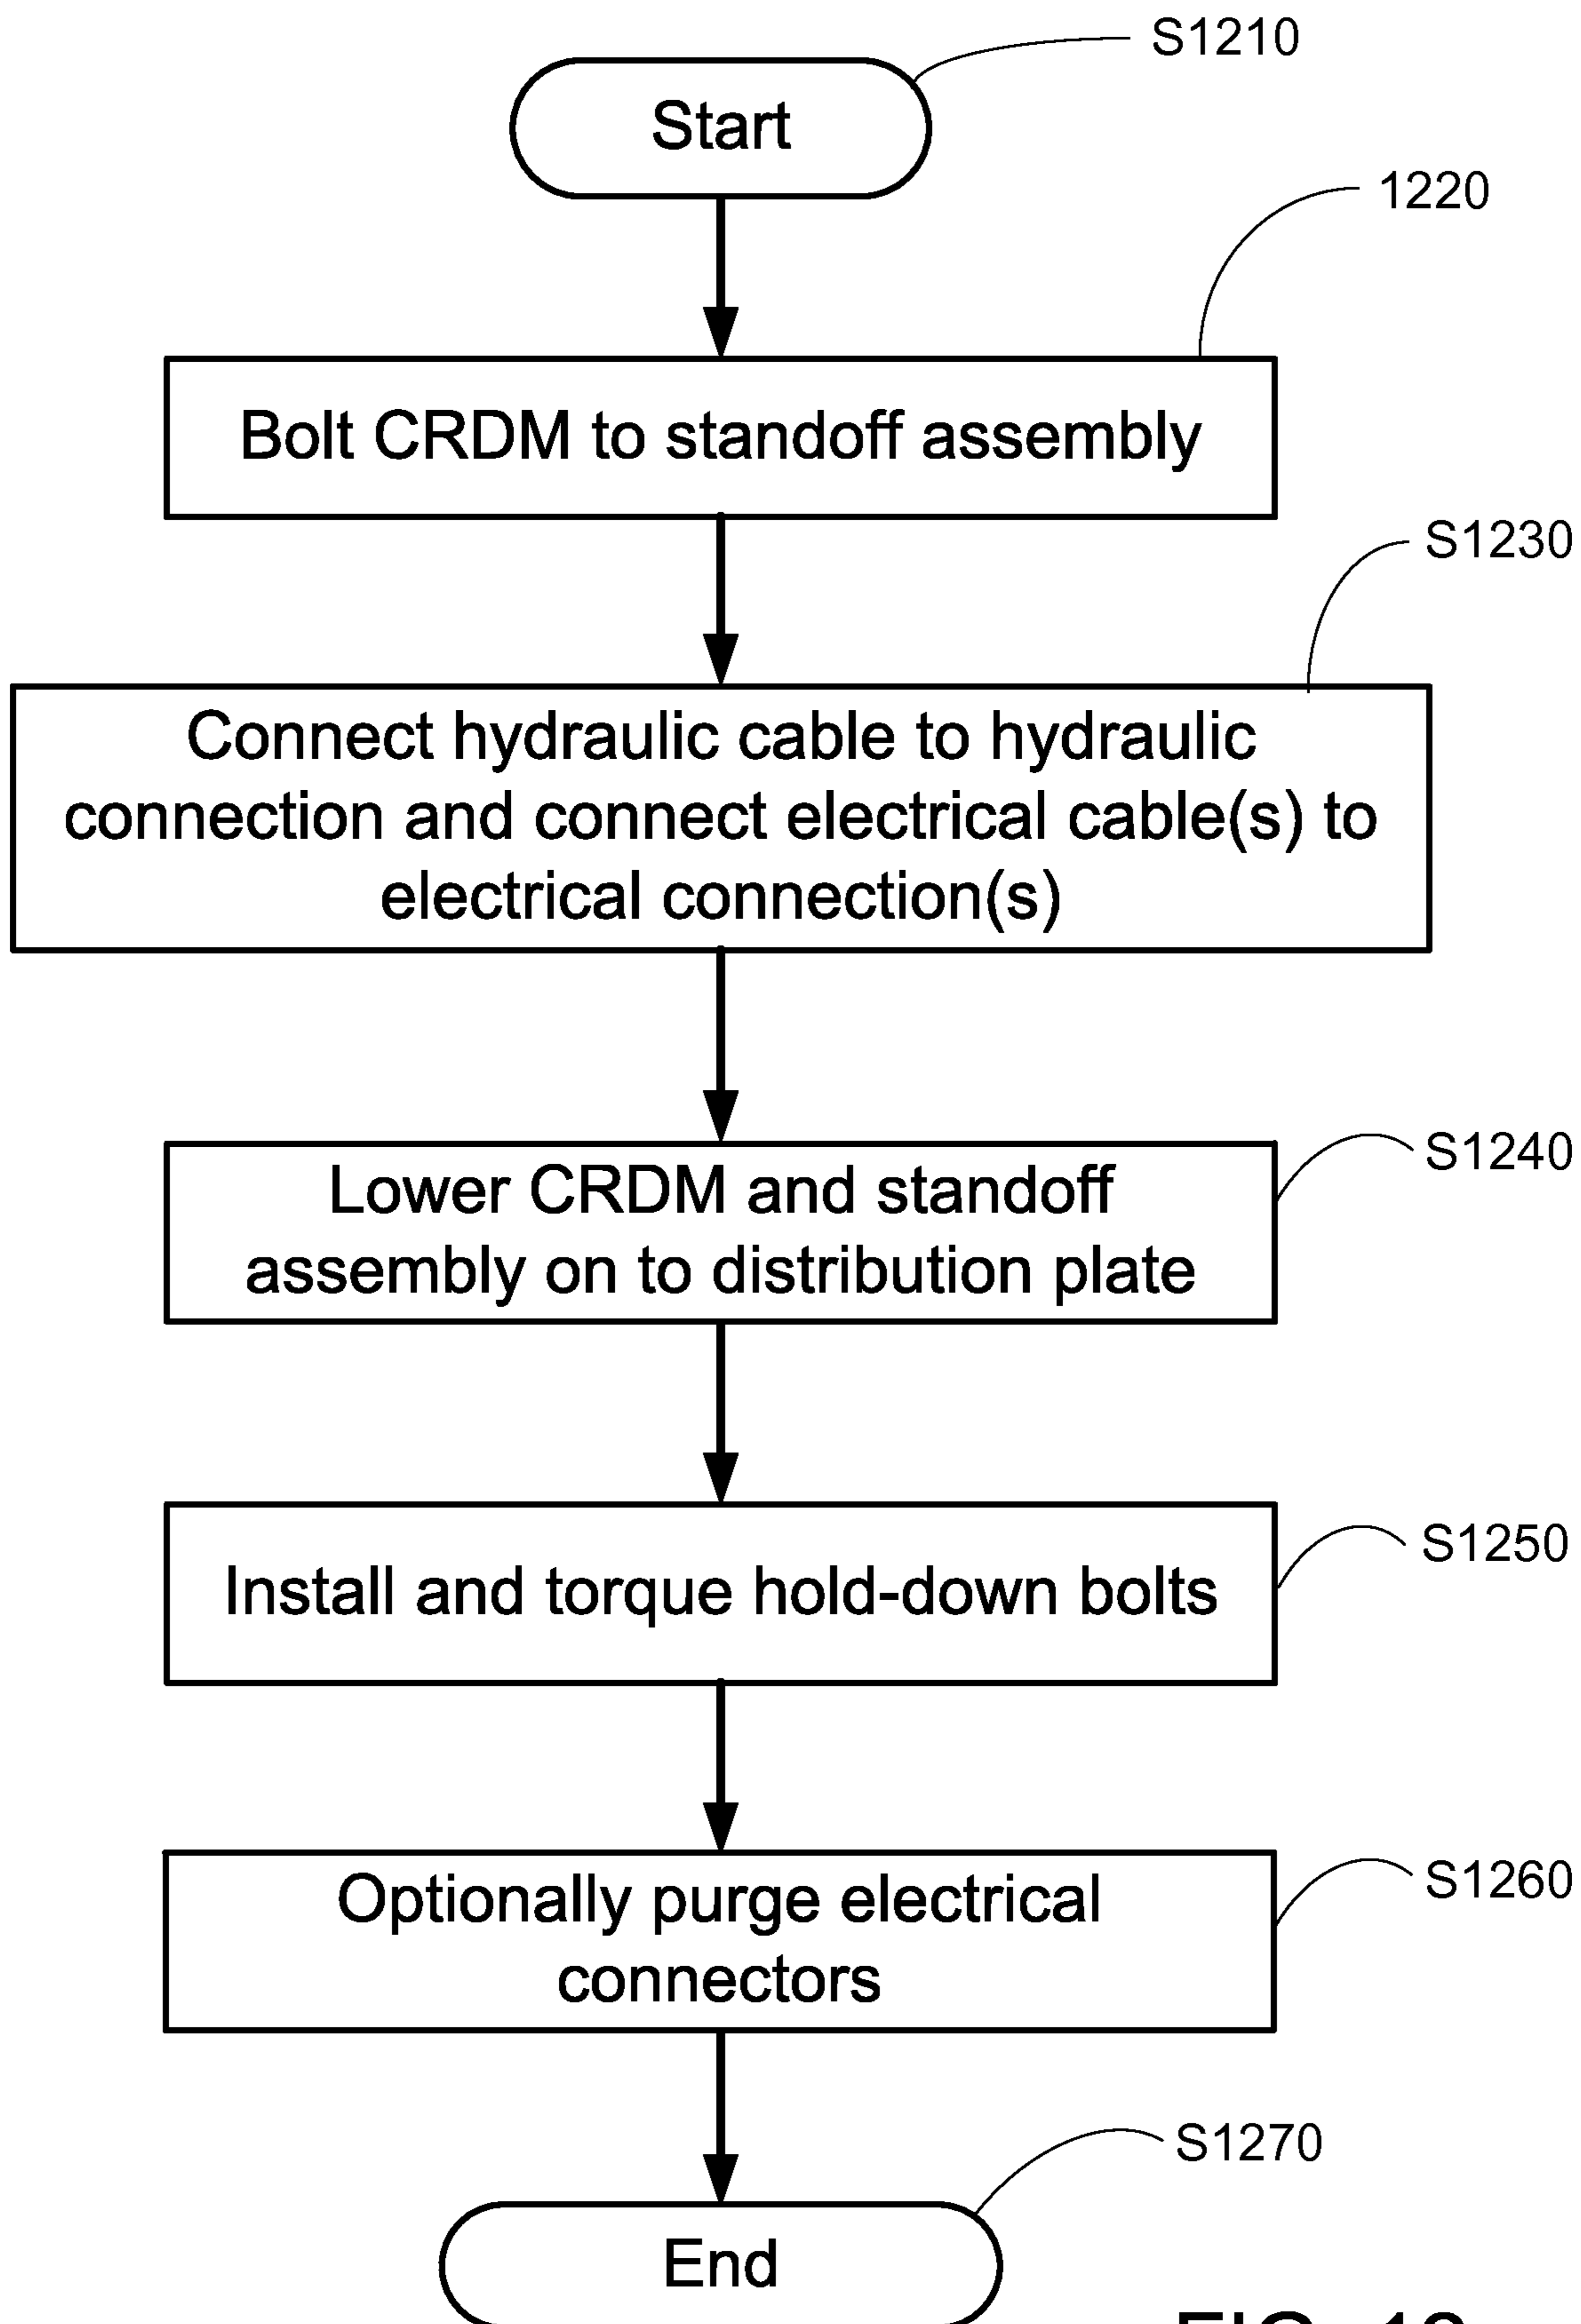 S1210
Start
1220
Bolt CRDM to standoff assembly
S1230
Connect hydraulic cable to hydraulic
connection and connect electrical cable(s) to
electrical connection(s)
S1240
Lower CRDM and standoff
assembly on to distribution plate
S1250
Install and torque hold-down bolts
S1260
Optionally purge electrical
connectors
S1270
End